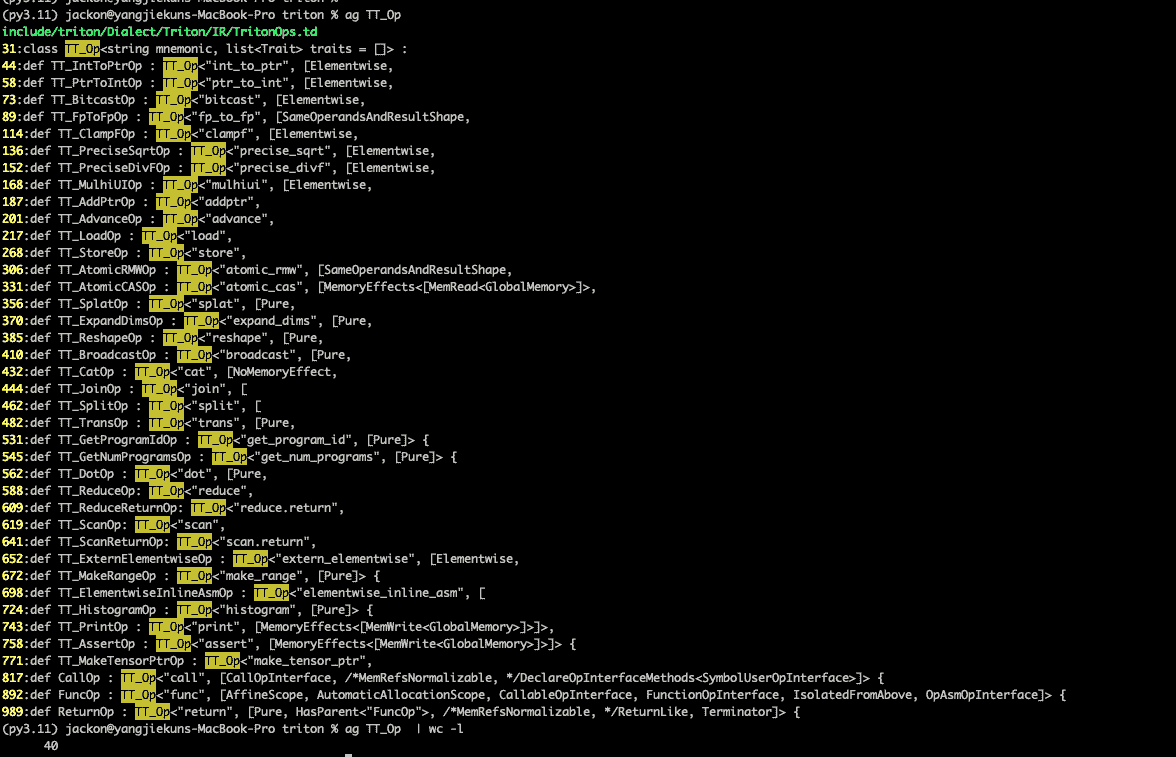 (py3.11) jackon@yangjiekuns-MacBook-Pro triton %
(py3.11) jackon@yangjiekuns-MacBook-Pro triton % ag TT_Op
include/triton/Dialect/Triton/IR/TritonOps.td
31:class TT_Op<string mnemonic, list<Trait> traits = []> :
44:def TT_IntToPtrOp : TT_Op<"int_to_ptr", [Elementwise,
58:def TT_PtrToIntOp : TT_Op<"ptr_to_int", [Elementwise,
73:def TT_BitcastOp : TT_Op<"bitcast", [Elementwise,
89:def TT_FpToFpOp : TT_Op<"fp_to_fp", [SameOperandsAndResultShape,
114:def TT_ClampFOp : TT_Op<"clampf", [Elementwise,
136:def TT_PreciseSqrtOp : TT_Op<"precise_sqrt", [Elementwise,
152:def TT_PreciseDivFOp : TT_Op<"precise_divf", [Elementwise,
168:def TT_MulhiUIOp : TT_Op<"mulhiui", [Elementwise,
187:def TT_AddPtrOp : TT_Op<"addptr",
201:def TT_AdvanceOp : TT_Op<"advance",
217:def TT_LoadOp : TT_Op<"load",
268:def TT_StoreOp : TT_Op<"store",
306:def TT_AtomicRMWOp : TT_Op<"atomic_rmw", [SameOperandsAndResultShape,
331:def TT_AtomicCASOp : TT_Op<"atomic_cas", [MemoryEffects<[MemRead<GlobalMemory>]>,
356:def TT_SplatOp : TT_Op<"splat", [Pure,
370:def TT_ExpandDimsOp : TT_Op<"expand_dims", [Pure,
385:def TT_ReshapeOp : TT_Op<"reshape", [Pure,
410:def TT_BroadcastOp : TT_Op<"broadcast", [Pure,
432:def TT_CatOp : TT_Op<"cat", [NoMemoryEffect,
444:def TT_JoinOp : TT_Op<"join", [
462:def TT_SplitOp : TT_Op<"split", [
482:def TT_TransOp : TT_Op<"trans", [Pure,
531:def TT_GetProgramIdOp : TT_Op<"get_program_id", [Pure]> {
545:def TT_GetNumProgramsOp : TT_Op<"get_num_programs", [Pure]> {
562:def TT_DotOp : TT_Op<"dot", [Pure,
588:def TT_ReduceOp: TT_Op<"reduce",
609:def TT_ReduceReturnOp: TT_Op<"reduce.return",
619:def TT_ScanOp: TT_Op<"scan",
641:def TT_ScanReturnOp: TT_Op<"scan.return",
652:def TT_ExternElementwiseOp : TT_Op<"extern_elementwise", [Elementwise,
672:def TT_MakeRangeOp : TT_Op<"make_range", [Pure]> {
698:def TT_ElementwiseInlineAsmOp : TT_Op<"elementwise_inline_asm", [
724:def TT_HistogramOp : TT_Op<"histogram", [Pure]> {
743:def TT_PrintOp : TT_Op<"print", [MemoryEffects<[MemWrite<GlobalMemory>]>]>,
758:def TT_AssertOp : TT_Op<"assert", [MemoryEffects<[MemWrite<GlobalMemory>]>]> {
771:def TT_MakeTensorPtrOp : TT_Op<"make_tensor_ptr",
817:def CallOp : TT_Op<"call", [CallOpInterface, /*MemRefsNormalizable, */DeclareOpInterfaceMethods<SymbolUserOpInterface>]> {
892:def FuncOp : TT_Op<"func", [AffineScope, AutomaticAllocationScope, CallableOpInterface, FunctionOpInterface, IsolatedFromAbove, OpAsmOpInterface]> {
989:def ReturnOp : TT_Op<"return", [Pure, HasParent<"FuncOp">, /*MemRefsNormalizable, */ReturnLike, Terminator]> {
(py3.11) jackon@yangjiekuns-MacBook-Pro triton % ag TT_Op  | wc -l
      40